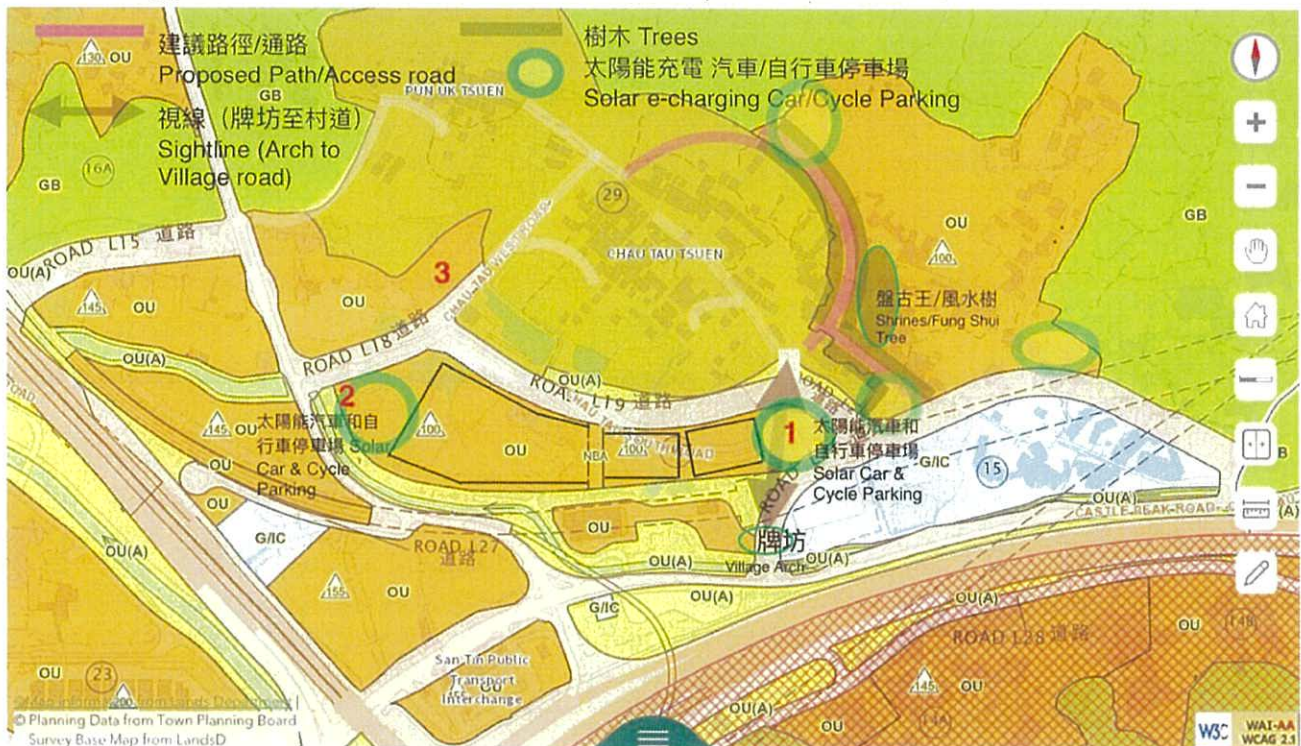 建議路徑/通路
Proposed Path/Access road
視線（牌坊至村道）
Sightline (Arch to
Village road)
樹木 Trees
太陽能充電 汽車/自行車停車場
Solar e-charging Car/Cycle Parking
130 OU
GB
PUN UK TSUEN
16A
GB
29
CHAU TAU TSUEN
OU
100
GB
盤古王/風水樹
Shrines/Fung Shui
Tree
ROAD L15 道路
OU(A)
145
OU
OU
3
ROAD L18 道路
OU(A)
OU(A)
ROAD L19 道路
2
太陽能汽車和自
行車停車場 Solar
Car & Cycle
Parking
145
OU
100
OU
NBA
100
1
太陽能汽車和
自行車停車場
Solar Car &
Cycle Parking
G/IC
15
OU
OU
G/IC
OU(A)
ROAD L27
道路
OU
OU(A)
牌坊
Village Arch
OU(A)
OU(A)
CASTLE PEAK ROAD
(A)
155
OU
G/IC
OU(A)
OU(A)
ROAD L28 道路
OU
(14B)
San Tin Public
Transport
Interchange
OU
OU
23
200
145
OU
OU(A)
OU
(14A)
© Planning Data from Town Planning Board
Survey Base Map from LandsD
W3C
WAI-AA
WCAG 2.1